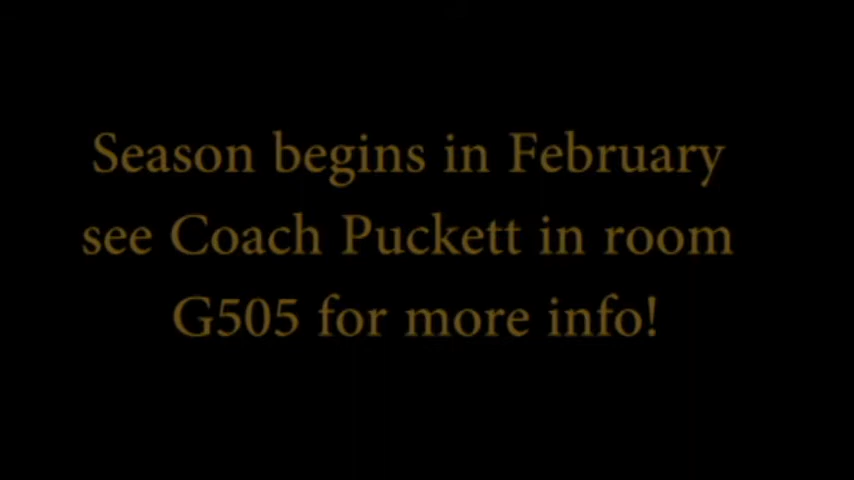 Season begins in February
see Coach Puckett in room
G505 for more info!